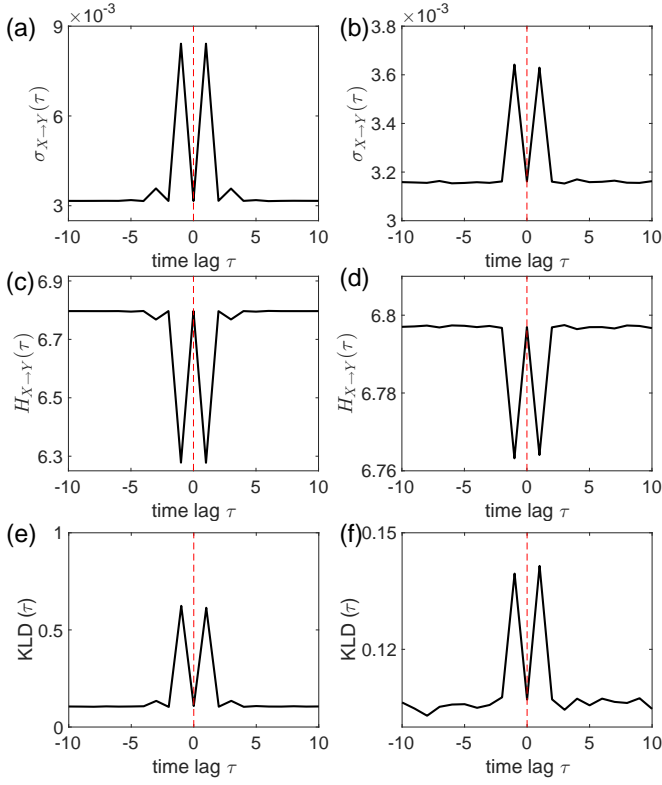 (a)
×10⁻³
9
6
3
σ_{X→Y}(τ)
-10 -5 0 5 10
time lag τ
(b)
×10⁻³
3.8
3.6
3.4
3.2
3
σ_{X→Y}(τ)
-10 -5 0 5 10
time lag τ
(c)
6.9
6.7
6.5
6.3
H_{X→Y}(τ)
-10 -5 0 5 10
time lag τ
(d)
6.8
6.78
6.76
H_{X→Y}(τ)
-10 -5 0 5 10
time lag τ
(e)
1
0.5
0
KLD (τ)
-10 -5 0 5 10
time lag τ
(f)
0.15
0.12
KLD (τ)
-10 -5 0 5 10
time lag τ